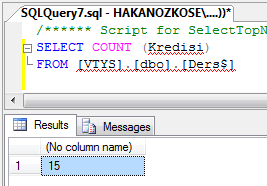 SQLQuery7.sql - HAKANOZKOSE\....))*
/****** Script for SelectTopN
SELECT COUNT (Kredisi)
FROM [VTYS].[dbo].[Ders$]
Results Messages
(No column name)
1 15